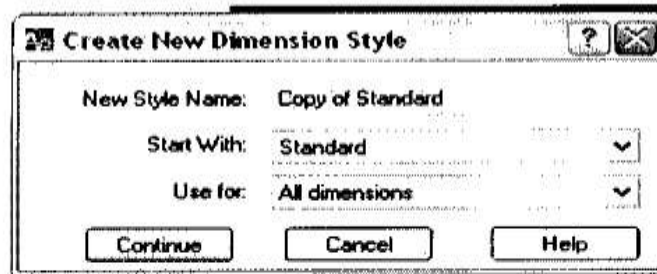 Create New Dimension Style ?
New Style Name: Copy of Standard
Start With: Standard
Use for: All dimensions
Continue Cancel Help